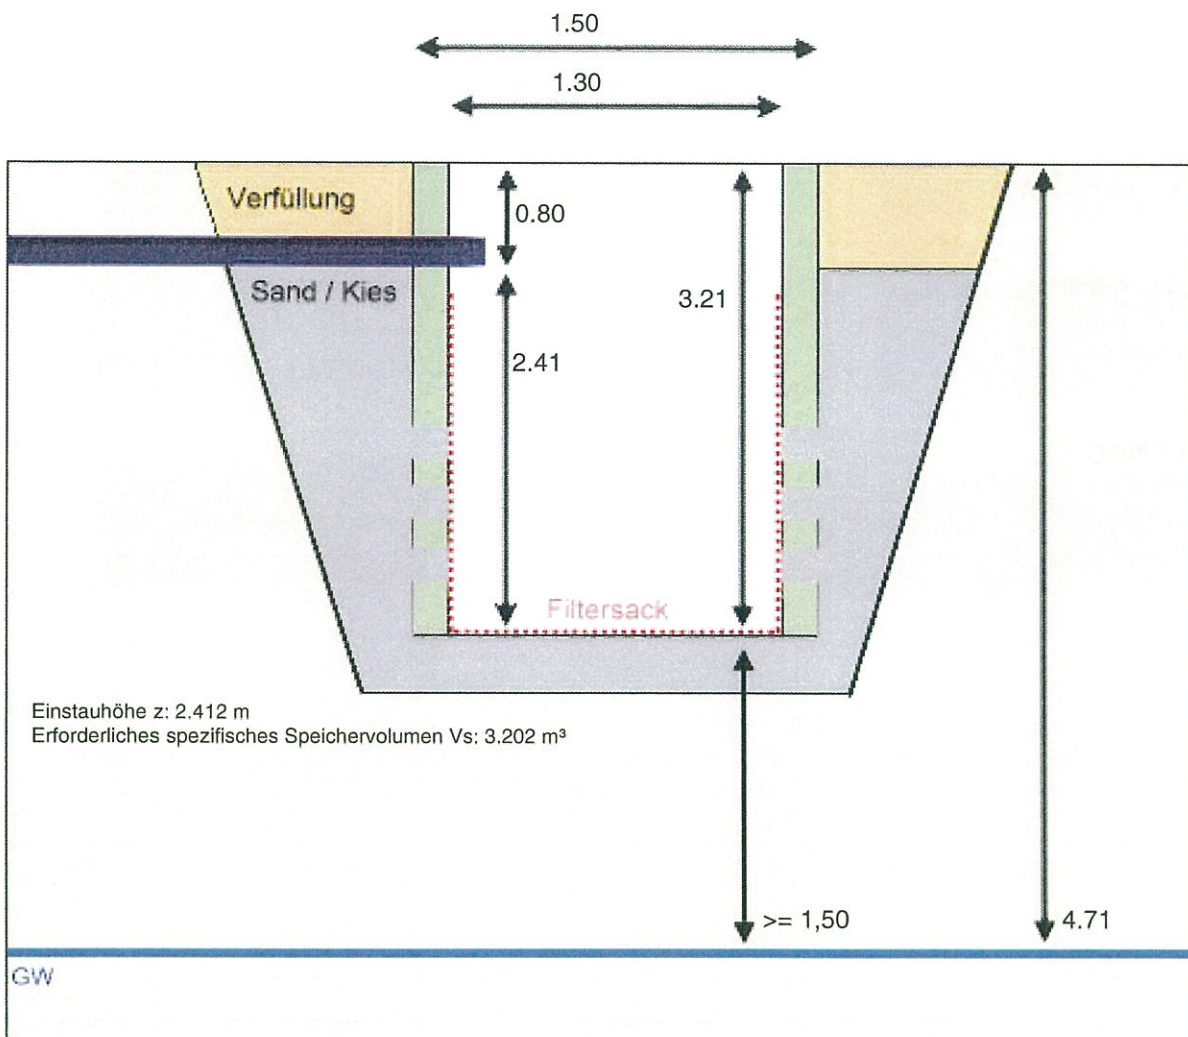 1.50
1.30
Verfüllung
0.80
Sand / Kies
3.21
2.41
Filtersack
Einstauhöhe z: 2.412 m
Erforderliches spezifisches Speichervolumen Vs: 3.202 m³
>= 1,50
4.71
GW